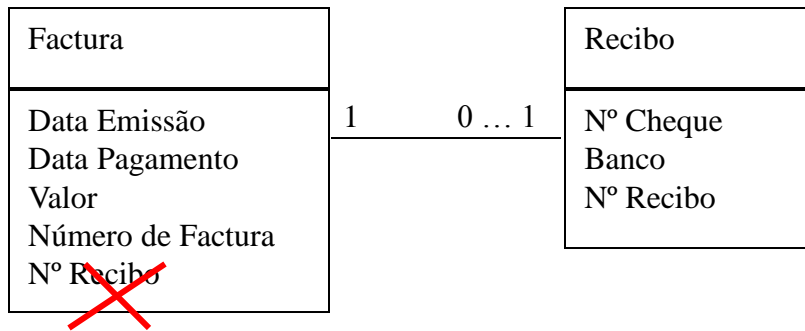 Factura
Data Emissão
Data Pagamento
Valor
Número de Factura
Nº Recibo
1 0 … 1
Recibo
Nº Cheque
Banco
Nº Recibo